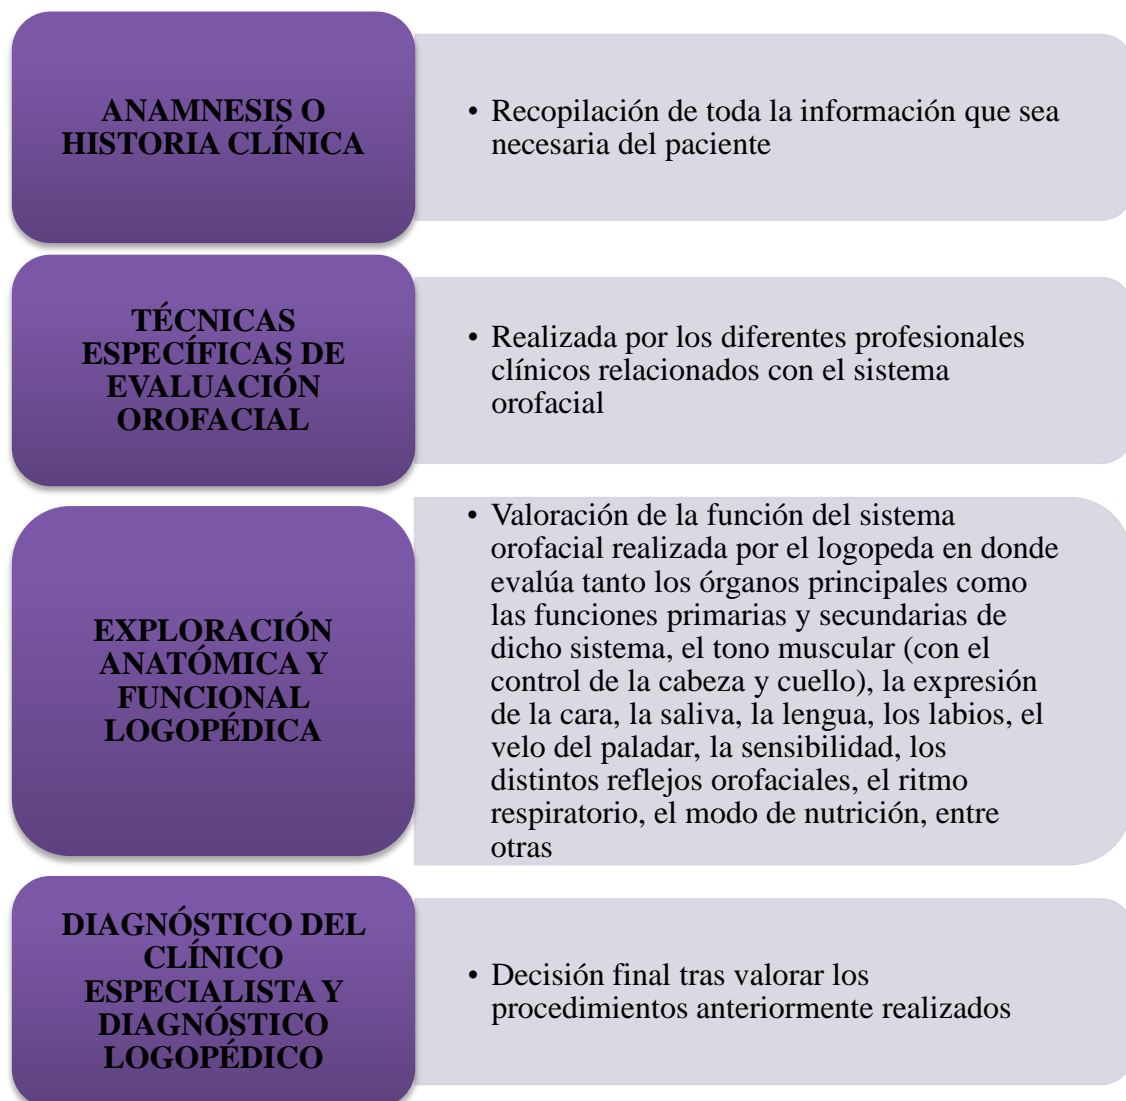 ANAMNESIS O
HISTORIA CLÍNICA
• Recopilación de toda la información que sea
necesaria del paciente
TÉCNICAS
ESPECÍFICAS DE
EVALUACIÓN
OROFACIAL
• Realizada por los diferentes profesionales
clínicos relacionados con el sistema
orofacial
EXPLORACIÓN
ANATÓMICA Y
FUNCIONAL
LOGOPÉDICA
• Valoración de la función del sistema
orofacial realizada por el logopeda en donde
evalúa tanto los órganos principales como
las funciones primarias y secundarias de
dicho sistema, el tono muscular (con el
control de la cabeza y cuello), la expresión
de la cara, la saliva, la lengua, los labios, el
velo del paladar, la sensibilidad, los
distintos reflejos orofaciales, el ritmo
respiratorio, el modo de nutrición, entre
otras
DIAGNÓSTICO DEL
CLÍNICO
ESPECIALISTA Y
DIAGNÓSTICO
LOGOPÉDICO
• Decisión final tras valorar los
procedimientos anteriormente realizados